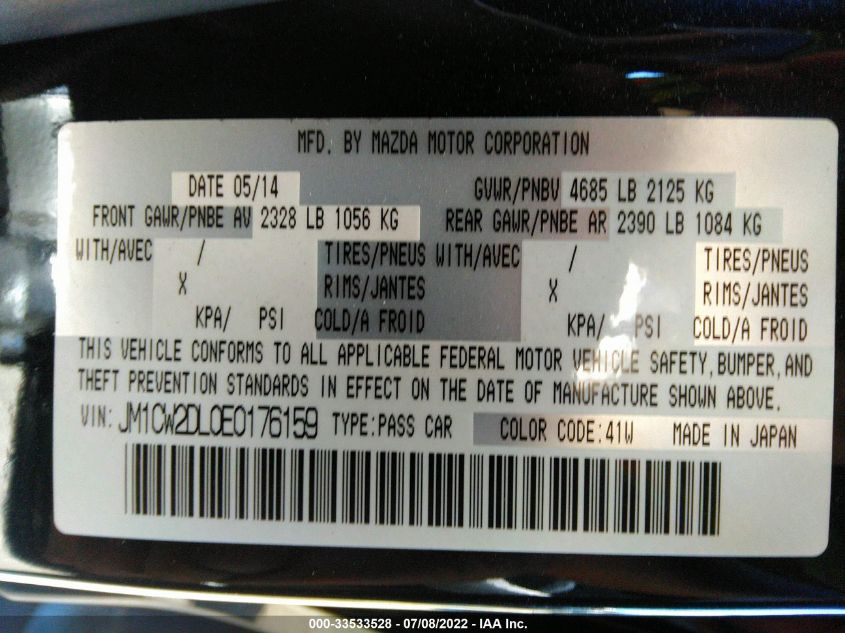 MFD. BY MAZDA MOTOR CORPORATION
DATE 05/14 GVWR/PNBV 4685 LB 2125 KG
FRONT GAWR/PNBE AV 2328 LB 1056 KG REAR GAWR/PNBE AR 2390 LB 1084 KG
WITH/AVEC / TIRES/PNEUS WITH/AVEC / TIRES/PNEUS
X RIMS/JANTES X RIMS/JANTES
KPA/ PSI COLD/A FROID KPA/ PSI COLD/A FROID
THIS VEHICLE CONFORMS TO ALL APPLICABLE FEDERAL MOTOR VEHICLE SAFETY, BUMPER, AND
THEFT PREVENTION STANDARDS IN EFFECT ON THE DATE OF MANUFACTURE SHOWN ABOVE.
VIN: JM1CW2DL0E0176159 TYPE: PASS CAR COLOR CODE: 41W MADE IN JAPAN
000-33533528 - 07/08/2022 - IAA Inc.